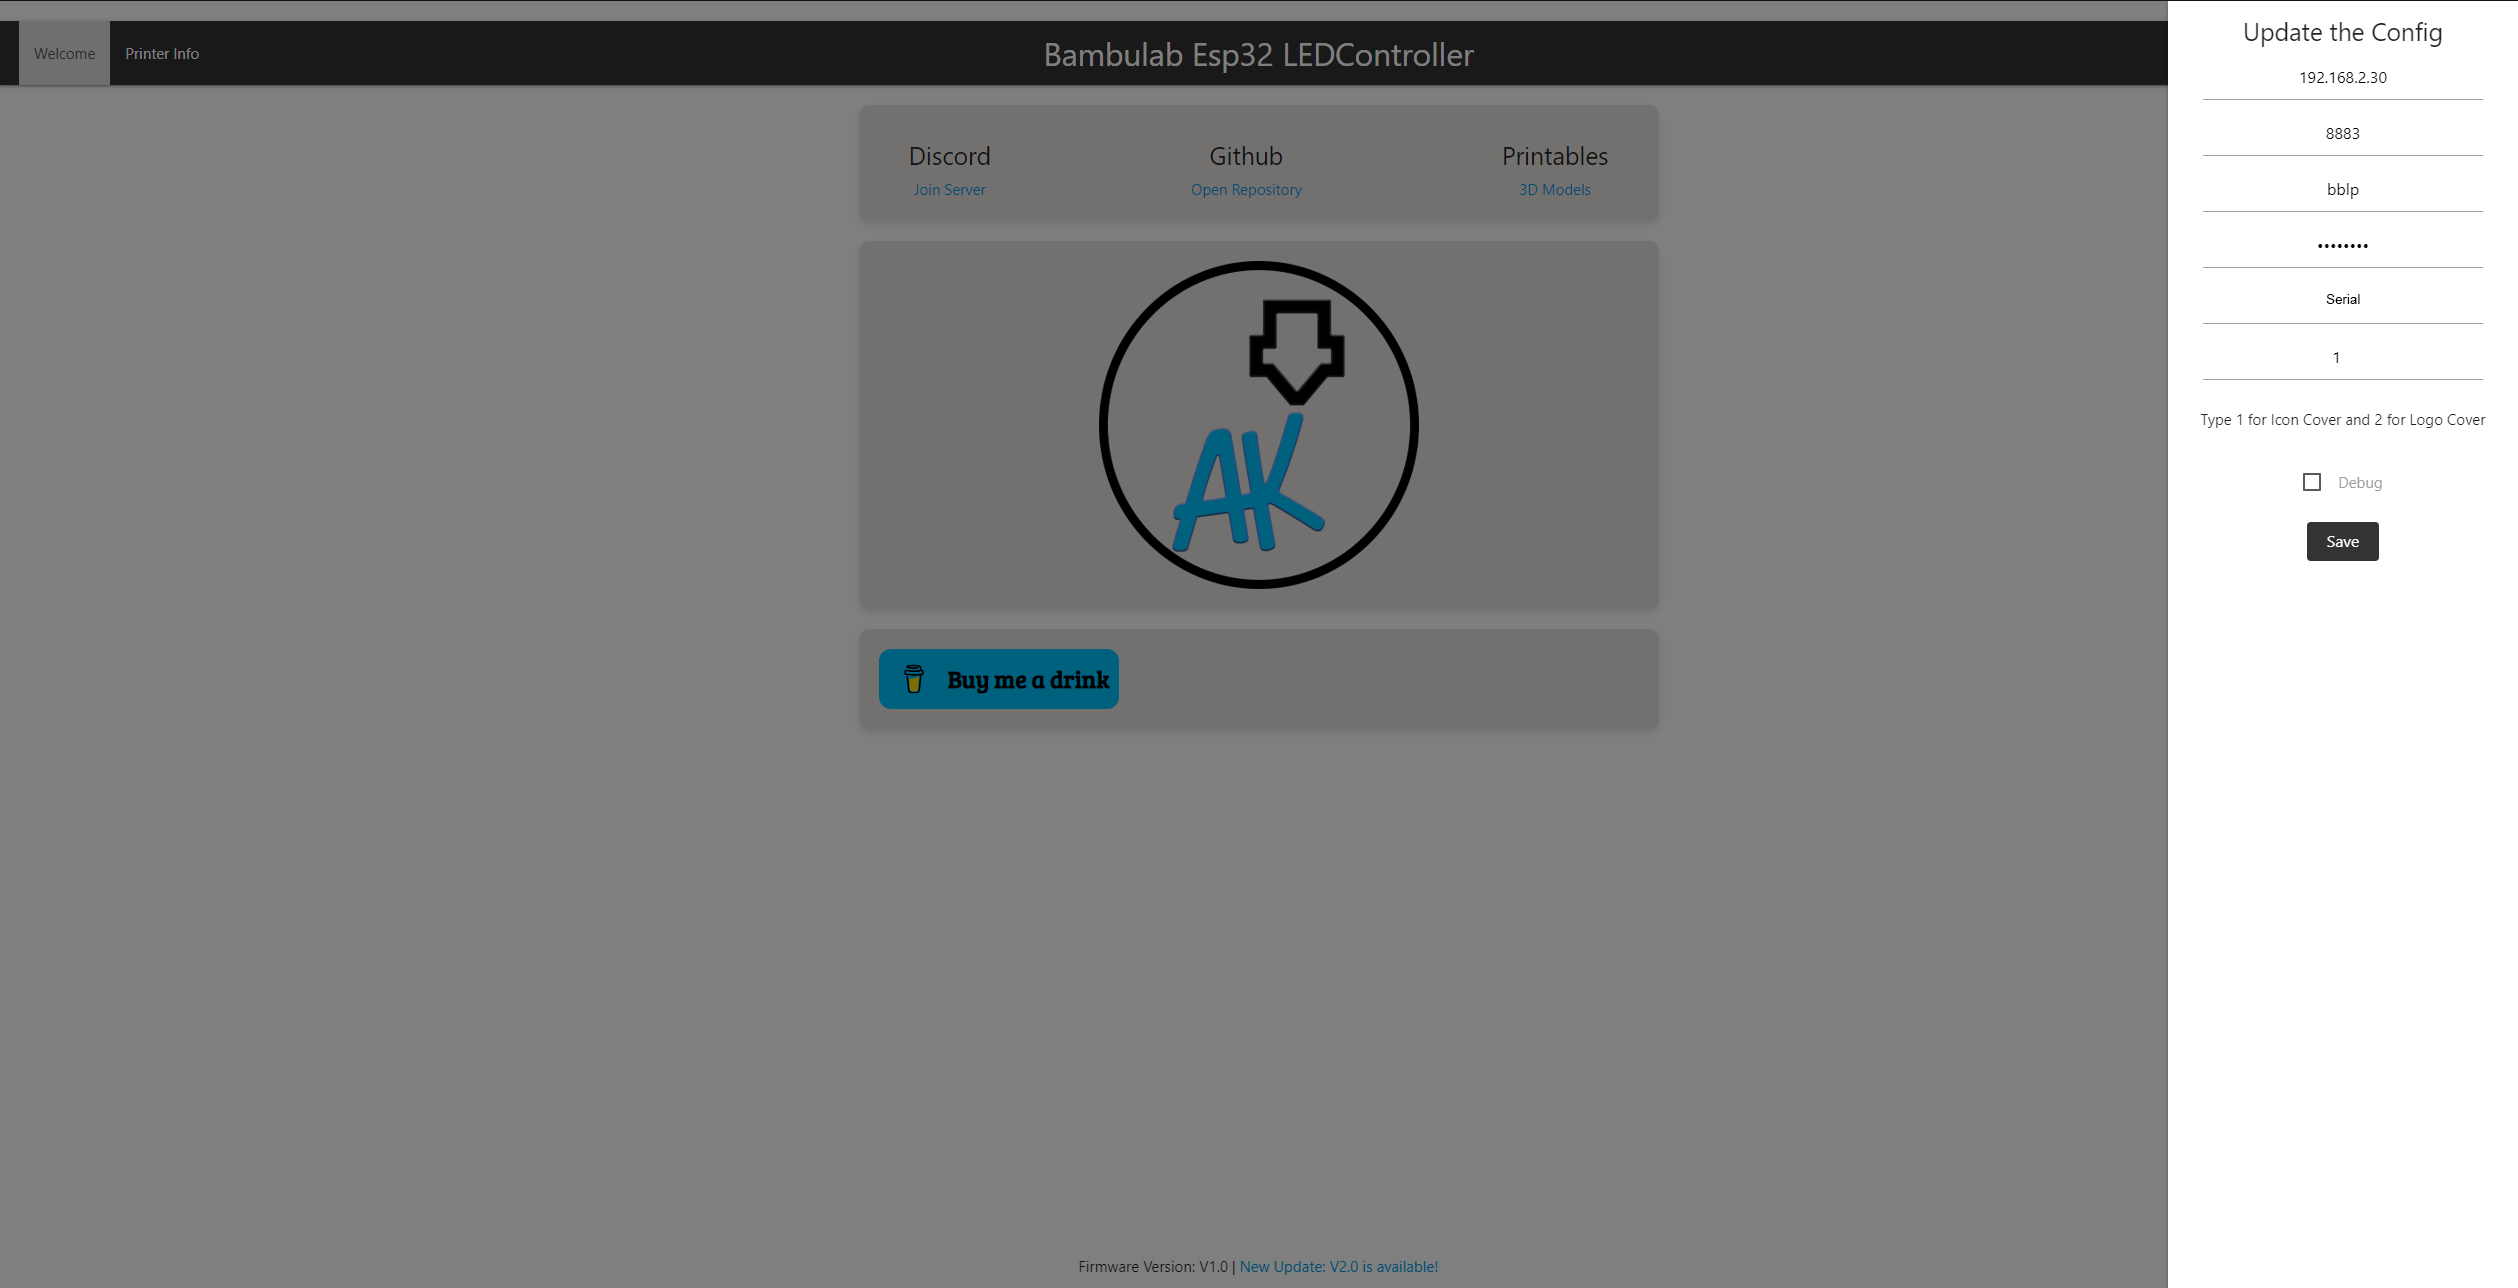 Welcome
Printer Info
Bambulab Esp32 LEDController
Discord
Github
Printables
Join Server
Open Repository
3D Models
AK
Buy me a drink
Firmware Version: V1.0 | New Update: V2.0 is available!
Update the Config
192.168.2.30
8883
bblp
••••••••
Serial
1
Type 1 for Icon Cover and 2 for Logo Cover
Debug
Save